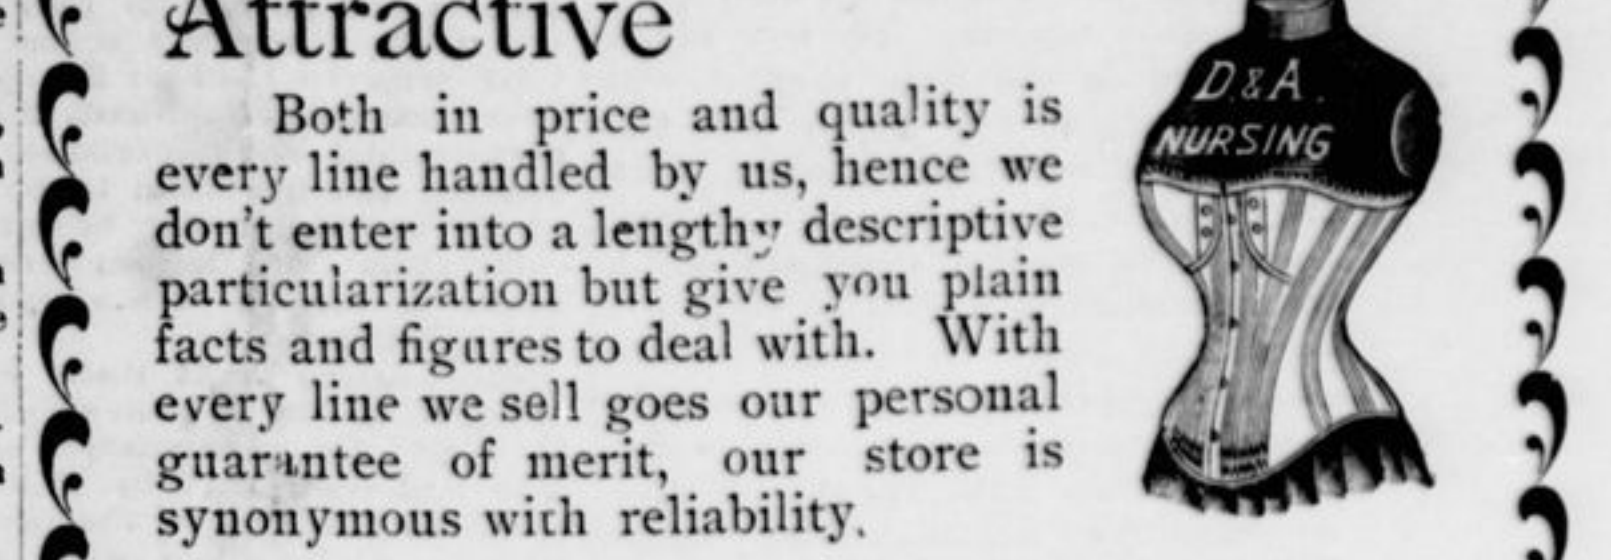 Attractive
Both in price and quality is
every line handled by us, hence we
don't enter into a lengthy descriptive
particularization but give you plain
facts and figures to deal with. With
every line we sell goes our personal
guarantee of merit, our store is
synonymous with reliability.
D & A.
NURSING